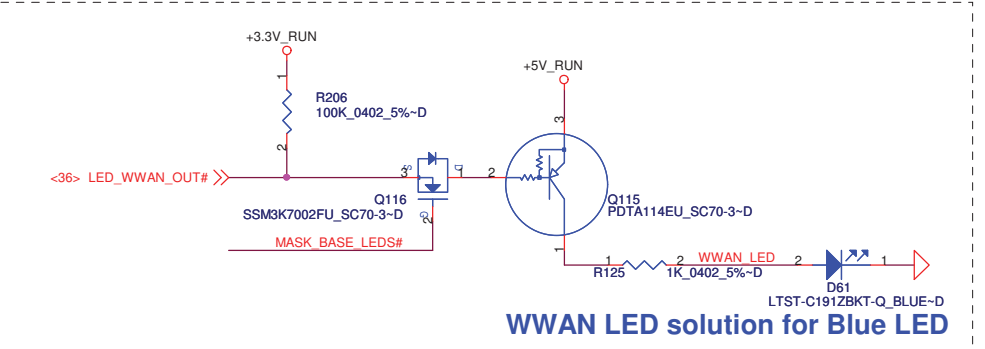 +3.3V_RUN
+5V_RUN
1
R206
100K_0402_5%~D
2
3
<36> LED_WWAN_OUT#
3
S
D
1
2
Q116
SSM3K7002FU_SC70-3~D
G
2
MASK_BASE_LEDS#
Q115
PDTA114EU_SC70-3~D
1
1
R125
2
1K_0402_5%~D
WWAN_LED
2
1
D61
LTST-C191ZBKT-Q_BLUE~D
WWAN LED solution for Blue LED